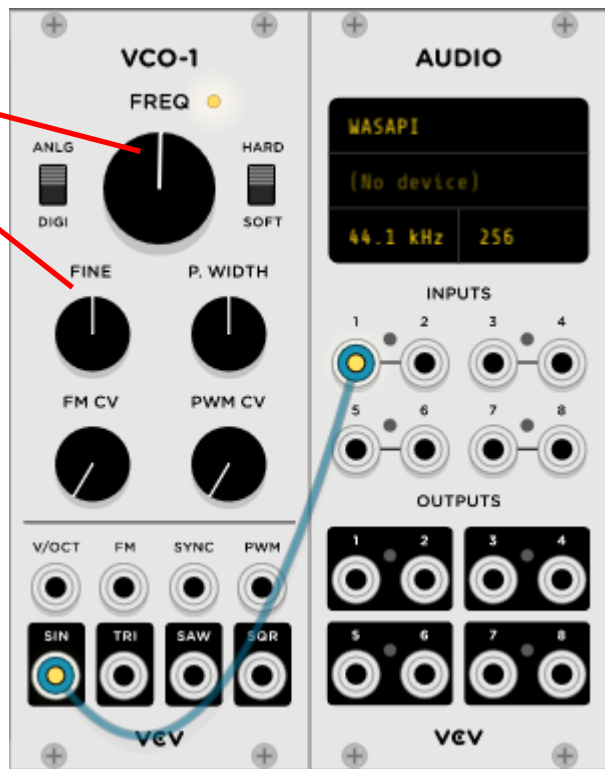 VCO-1
FREQ
ANLG
HARD
DIGI
SOFT
FINE
P. WIDTH
FM CV
PWM CV
V/OCT
FM
SYNC
PWM
SIN
TRI
SAW
SQR
VCV
AUDIO
WASAPI
(No device)
44.1 kHz
256
INPUTS
1
2
3
4
5
6
7
8
OUTPUTS
1
2
3
4
5
6
7
8
VCV